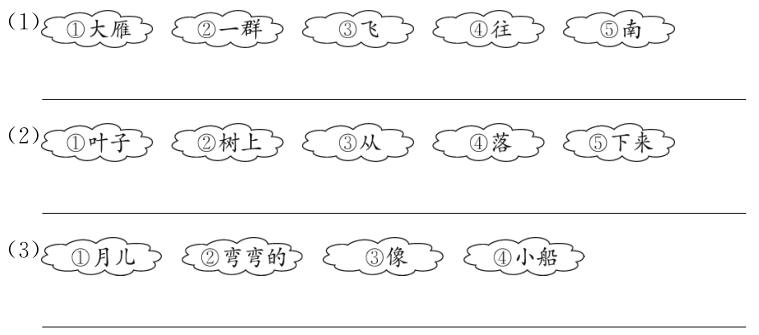 (1) ①大雁 ②一群 ③飞 ④往 ⑤南
(2) ①叶子 ②树上 ③从 ④落 ⑤下来
(3) ①月儿 ②弯弯的 ③像 ④小船